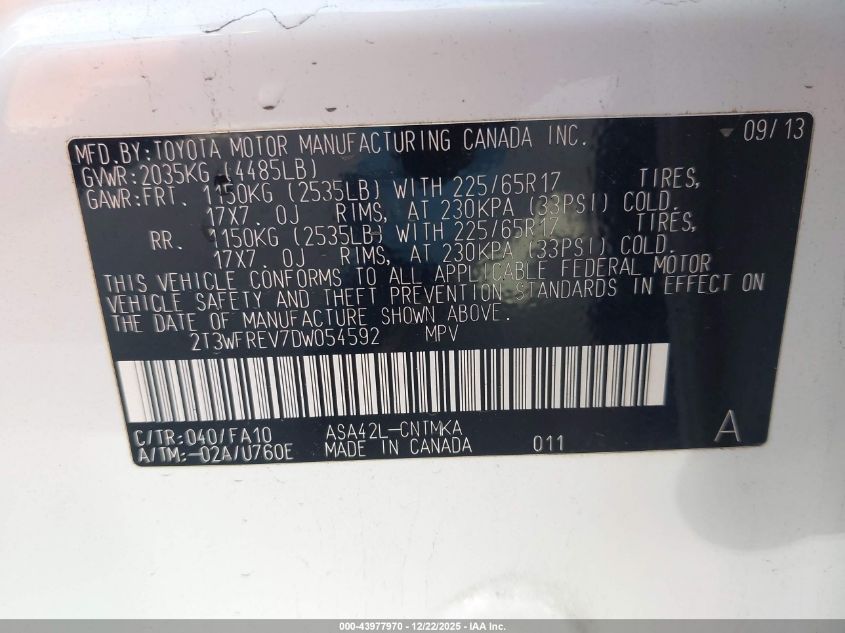 MFD.BY:TOYOTA MOTOR MANUFACTURING CANADA INC. 09/13
GVWR:2035KG (4485LB)
GAWR:FRT. 1150KG (2535LB) WITH 225/65R17 TIRES,
17X7 0J RIMS, AT 230KPA (33PSI) COLD.
RR. 1150KG (2535LB) WITH 225/65R17 TIRES,
17X7 0J RIMS, AT 230KPA (33PSI) COLD.
THIS VEHICLE CONFORMS TO ALL APPLICABLE FEDERAL MOTOR
VEHICLE SAFETY AND THEFT PREVENTION STANDARDS IN EFFECT ON
THE DATE OF MANUFACTURE SHOWN ABOVE.
2T3WFREV7DW054592 MPV
C/TR:040/FA10 ASA42L-CNTMKA A
A/TM:-02A/U760E MADE IN CANADA 011
000-43977970 - 12/22/2025 - IAA Inc.